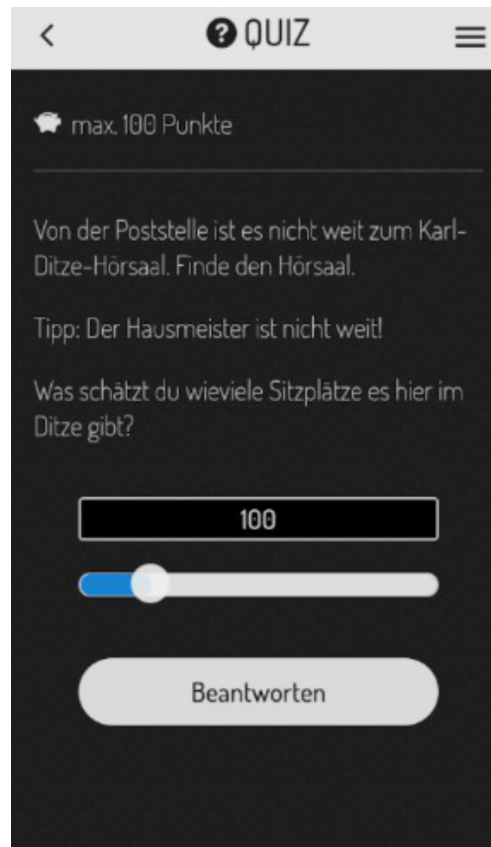 QUIZ
max. 100 Punkte
Von der Poststelle ist es nicht weit zum Karl-
Ditze-Hörsaal. Finde den Hörsaal.
Tipp: Der Hausmeister ist nicht weit!
Was schätzt du wieviele Sitzplätze es hier im
Ditze gibt?
100
Beantworten